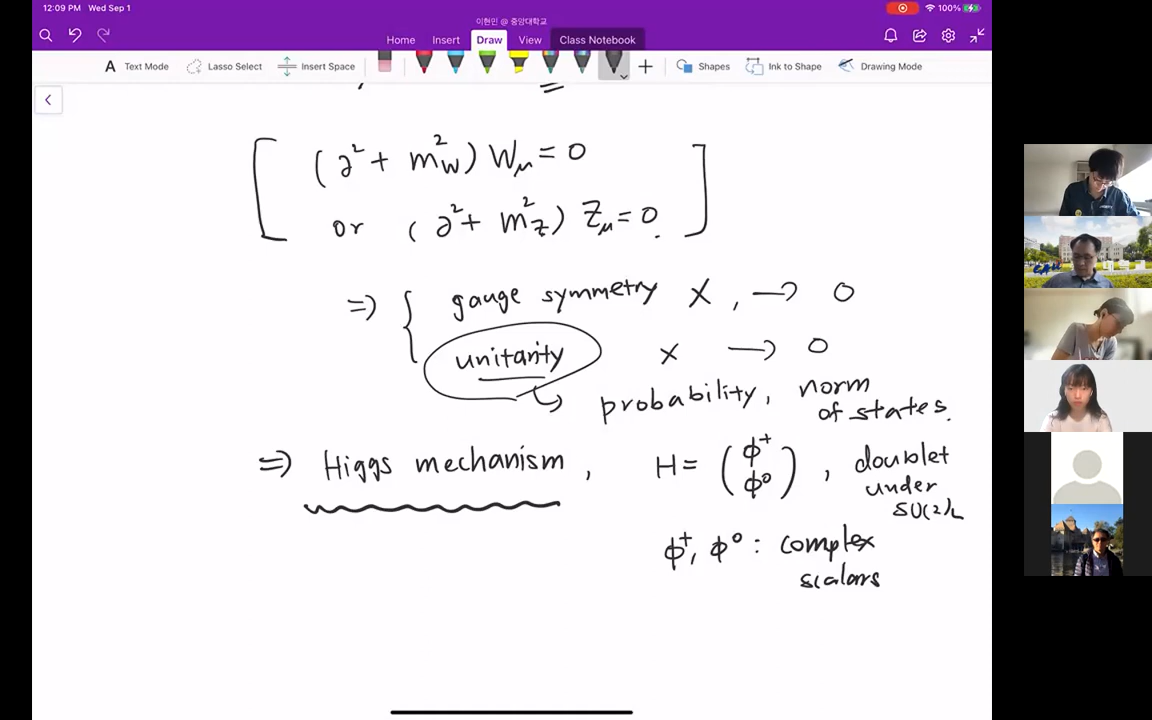 12:09 PM Wed Sep 1
100%
이현민 @ 중앙대학교
Home Insert Draw View Class Notebook
Text Mode Lasso Select Insert Space Shapes Ink to Shape Drawing Mode
(∂² + m²_W) W_μ = 0
or (∂² + m²_Z) Z_μ = 0.
⇒ { gauge symmetry X, → O
unitarity X → O
↪ probability, norm of states.
⇒ Higgs mechanism, H = (φ⁺ φ⁰), doublet under SU(2)_L
φ⁺, φ⁰ : complex scalars